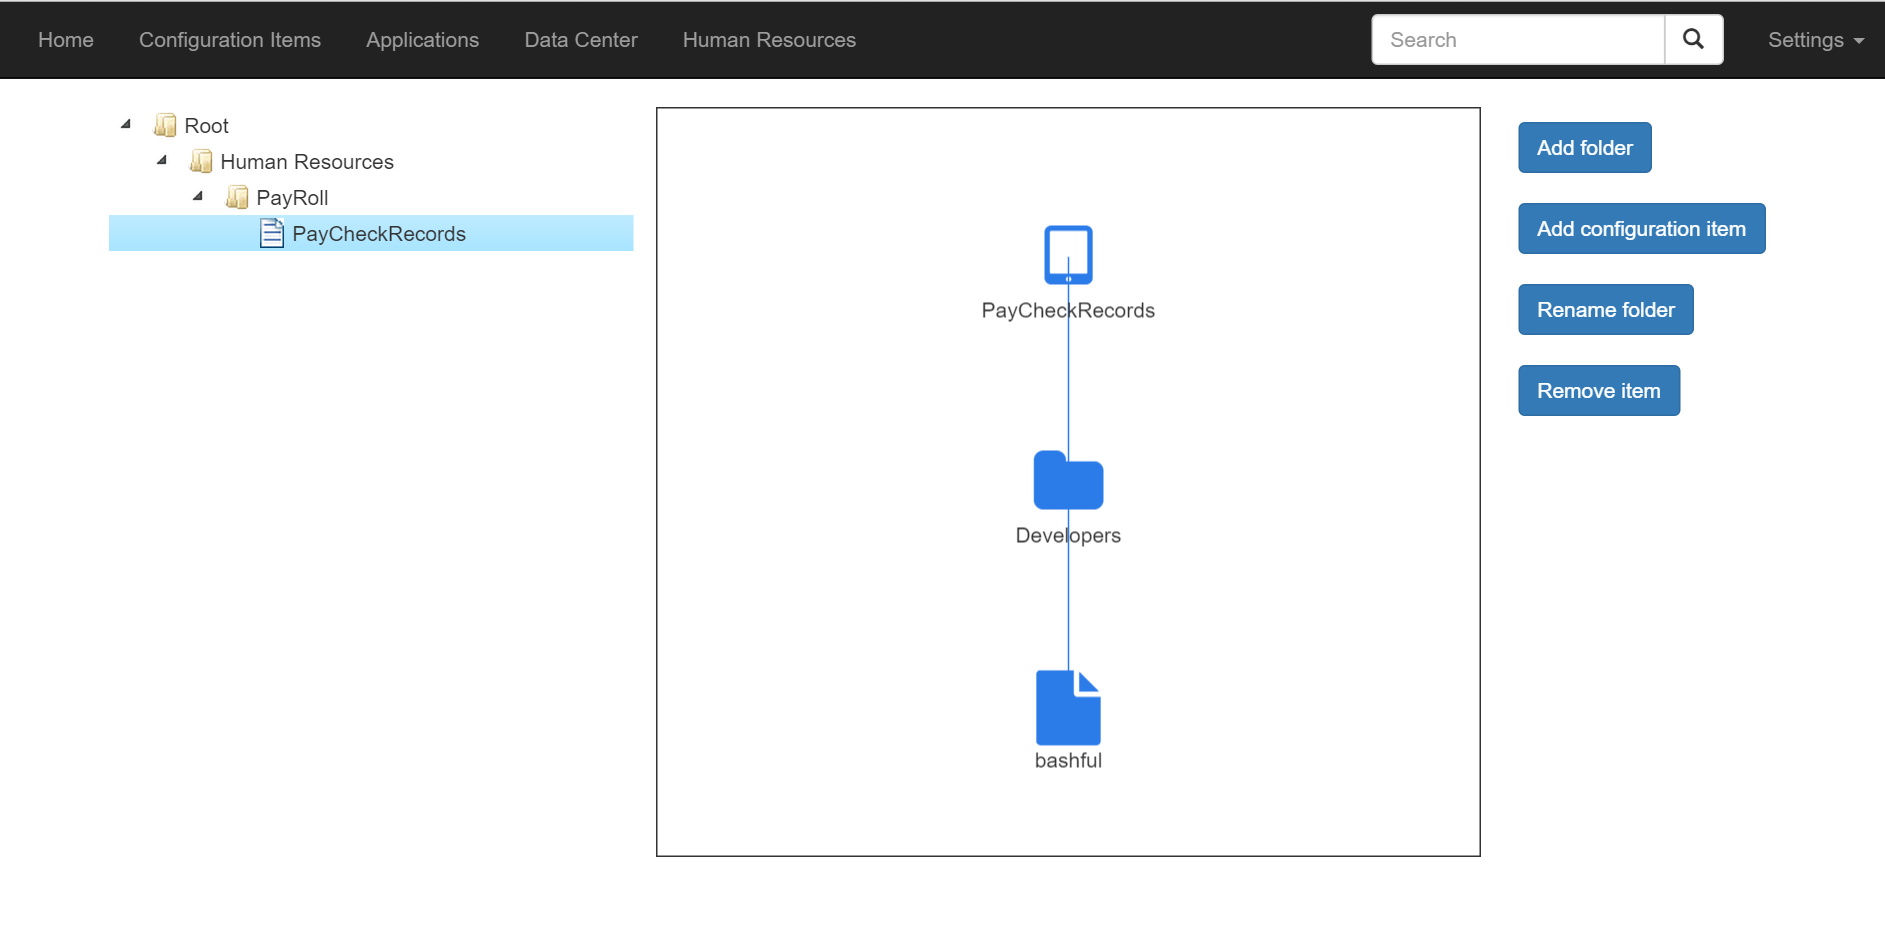 Home Configuration Items Applications Data Center Human Resources Search Settings
Root
Human Resources
PayRoll
PayCheckRecords
PayCheckRecords
Developers
bashful
Add folder
Add configuration item
Rename folder
Remove item